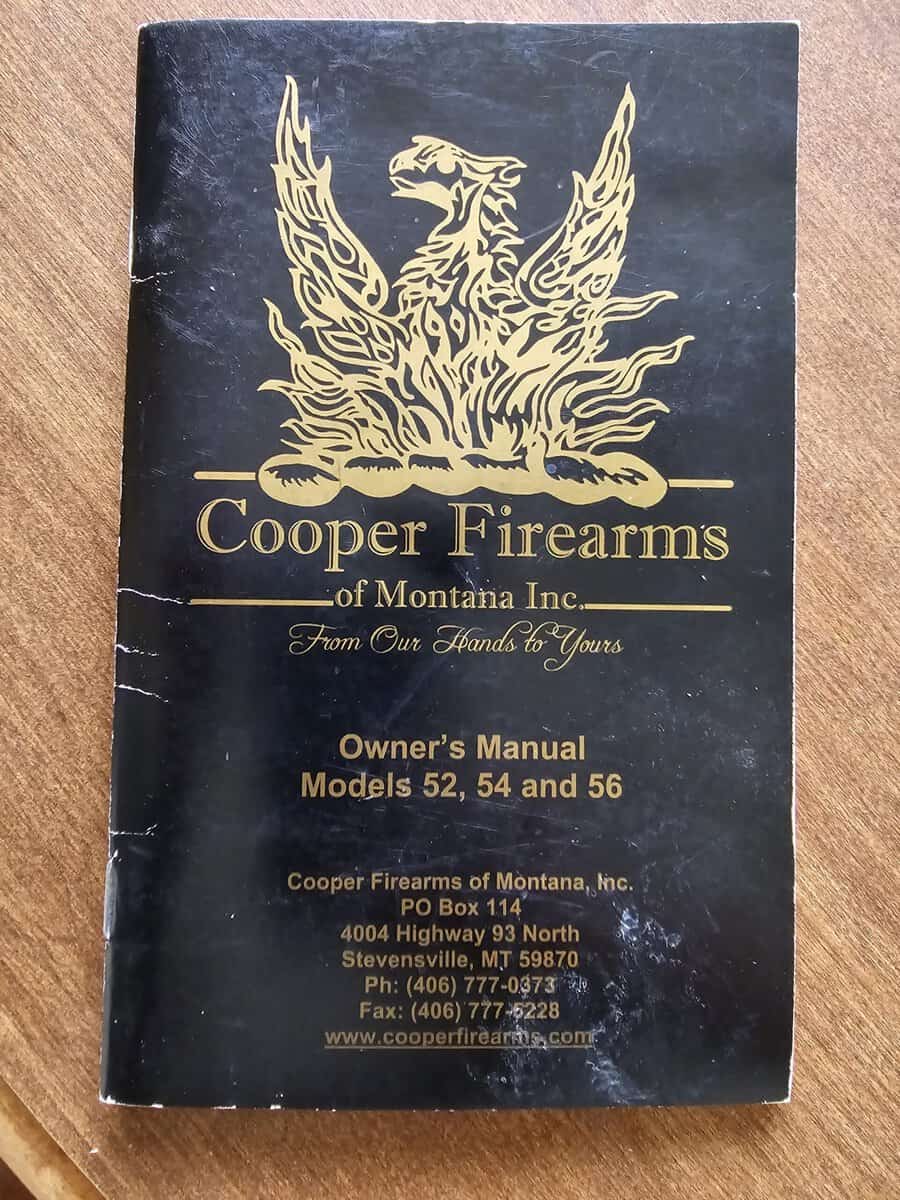 Cooper Firearms
of Montana Inc.
From Our Hands to Yours
Owner's Manual
Models 52, 54 and 56
Cooper Firearms of Montana, Inc.
PO Box 114
4004 Highway 93 North
Stevensville, MT 59870
Ph: (406) 777-0373
Fax: (406) 777-5228
www.cooperfirearms.com